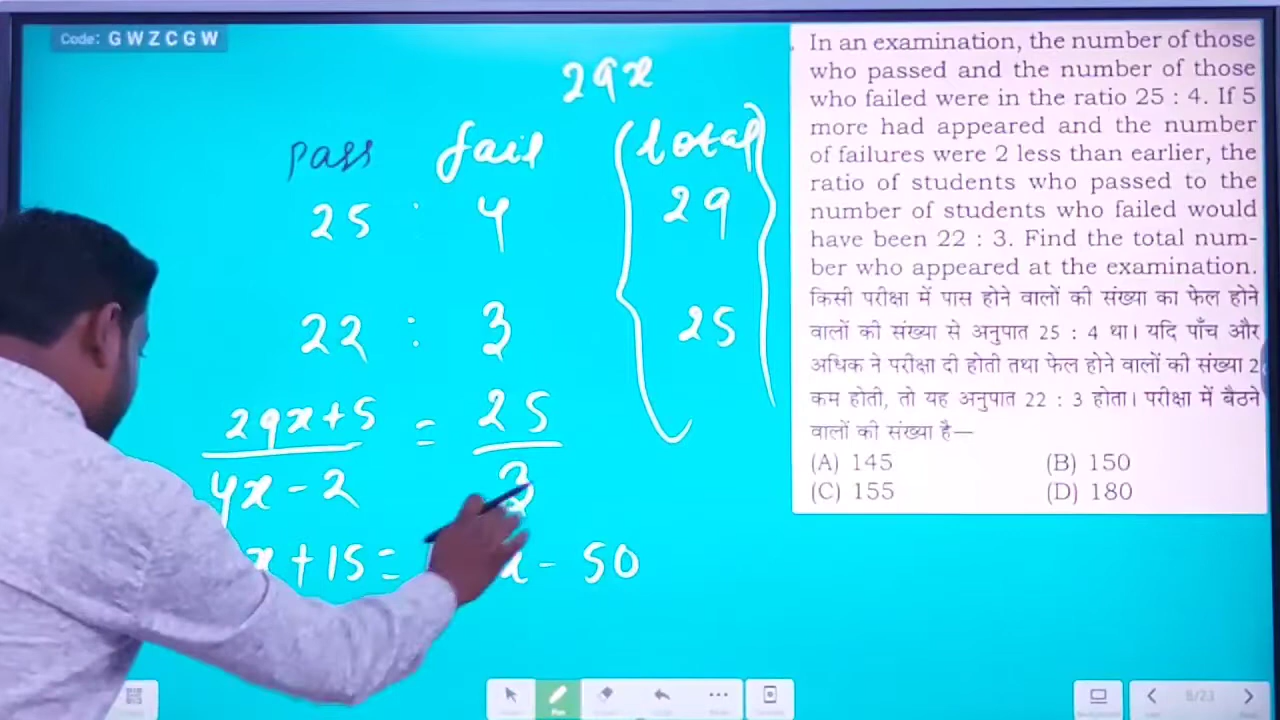 Code: GWZCGW
29x
pass fail (total)
25 : 4 29
22 : 3 25
29x+5 = 25
4x-2 3
x+15= x- 50
In an examination, the number of those
who passed and the number of those
who failed were in the ratio 25 : 4. If 5
more had appeared and the number
of failures were 2 less than earlier, the
ratio of students who passed to the
number of students who failed would
have been 22 : 3. Find the total num-
ber who appeared at the examination.
किसी परीक्षा में पास होने वालों की संख्या का फेल होने
वालों की संख्या से अनुपात 25 : 4 था। यदि पाँच और
अधिक ने परीक्षा दी होती तथा फेल होने वालों की संख्या 2
कम होती, तो यह अनुपात 22 : 3 होता। परीक्षा में बैठने
वालों की संख्या है—
(A) 145 (B) 150
(C) 155 (D) 180
8/23